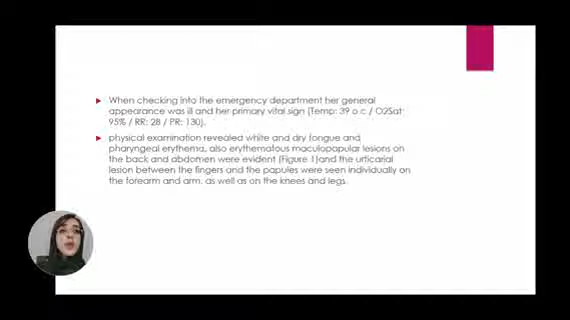 When checking into the emergency department her general
appearance was ill and her primary vital sign (Temp: 39 o.c / O2Sat:
95% / RR: 28 / PR: 130).
physical examination revealed white and dry tongue and
pharyngeal erythema, also erythematous maculopapular lesions on
the back and abdomen were evident (Figure 1)and the urticarial
lesion between the fingers and the papules were seen individually on
the forearm and arm, as well as on the knees and legs.